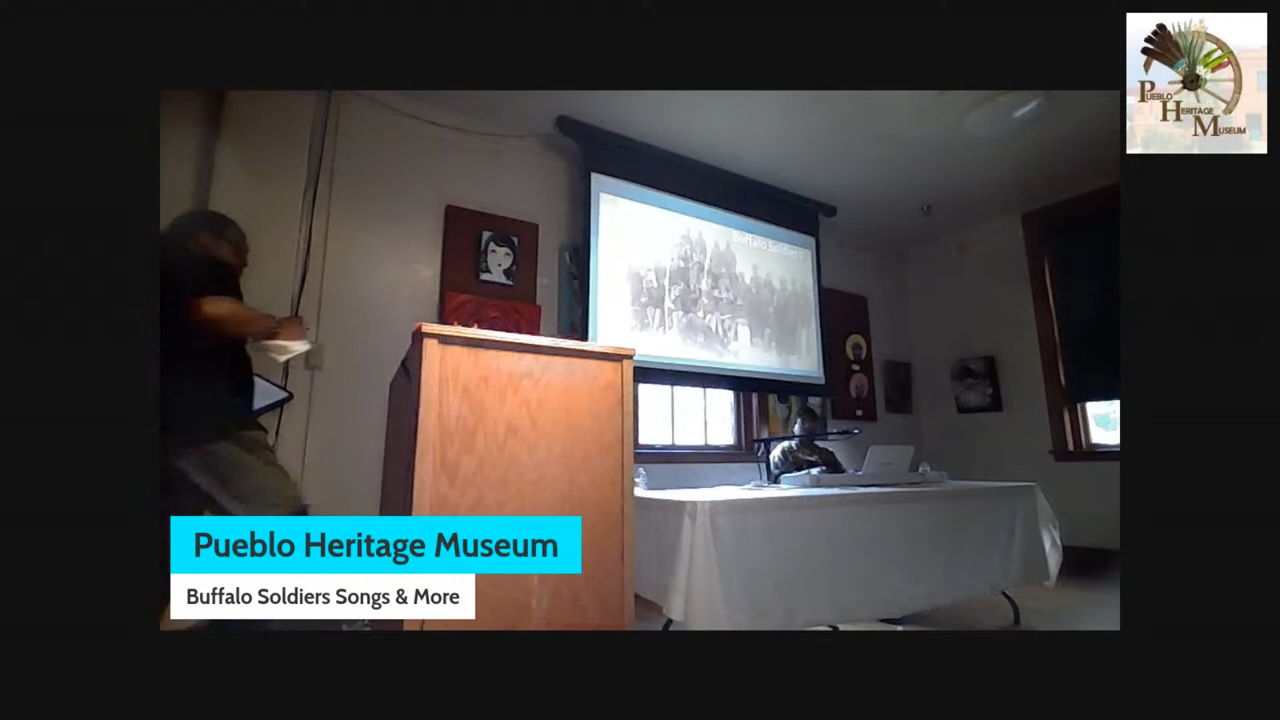 PUEBLO
HERITAGE
MUSEUM
Buffalo Soldiers
Pueblo Heritage Museum
Buffalo Soldiers Songs & More